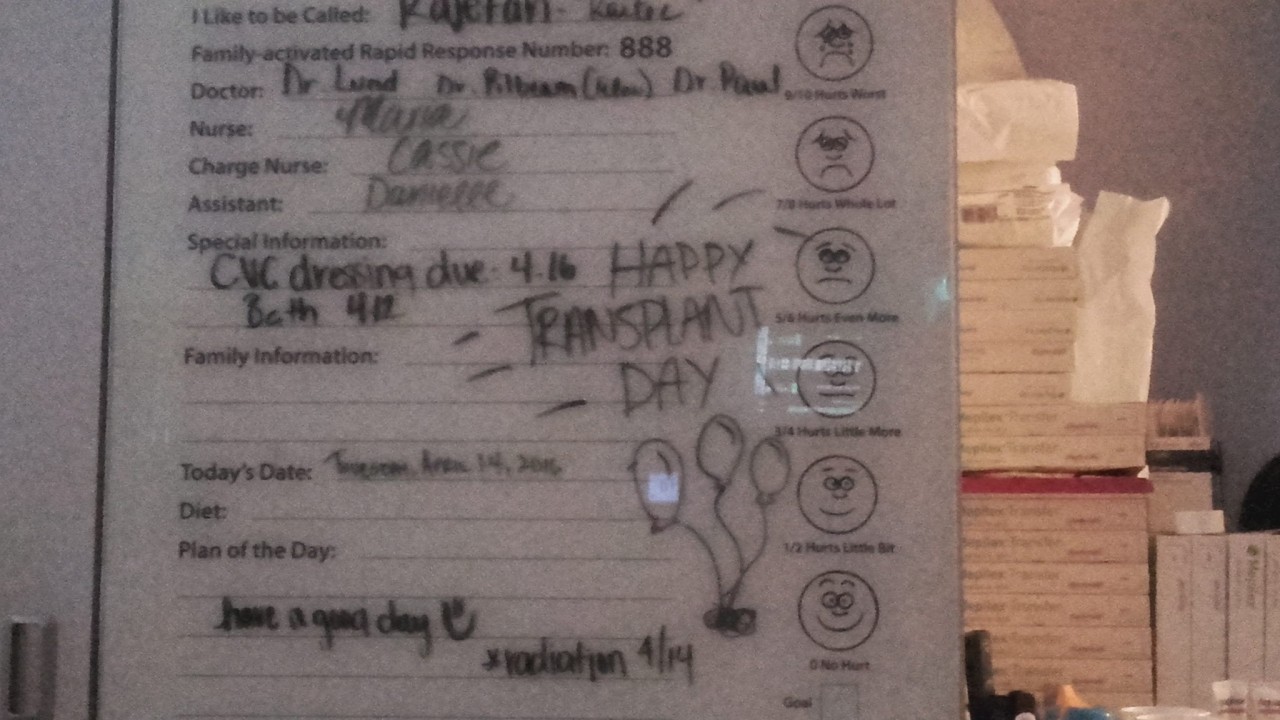 I Like to be Called:
Family-activated Rapid Response Number: 888
Doctor: Dr Lund Dr. Pilbeam Dr. Paul
9/10 Hurts Worst
Nurse: Maria
Charge Nurse: Cassie
Assistant: Danielle
7/8 Hurts Whole Lot
Special Information:
CVC dressing due 4.16 HAPPY
Bath 4.12 TRANSPLANT
5/6 Hurts Even More
Family Information:
DAY
3/4 Hurts Little More
Today's Date: April 14,
Diet:
Plan of the Day:
1/2 Hurts Little Bit
have a good day
*radiation 4/14
0 No Hurt
Goal